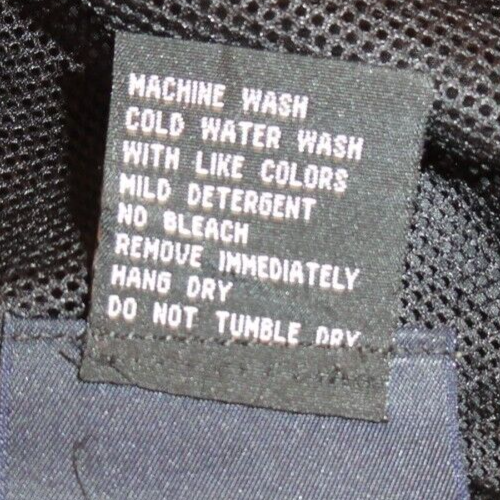 MACHINE WASH
COLD WATER WASH
WITH LIKE COLORS
MILD DETERGENT
NO BLEACH
REMOVE IMMEDIATELY
HANG DRY
DO NOT TUMBLE DRY